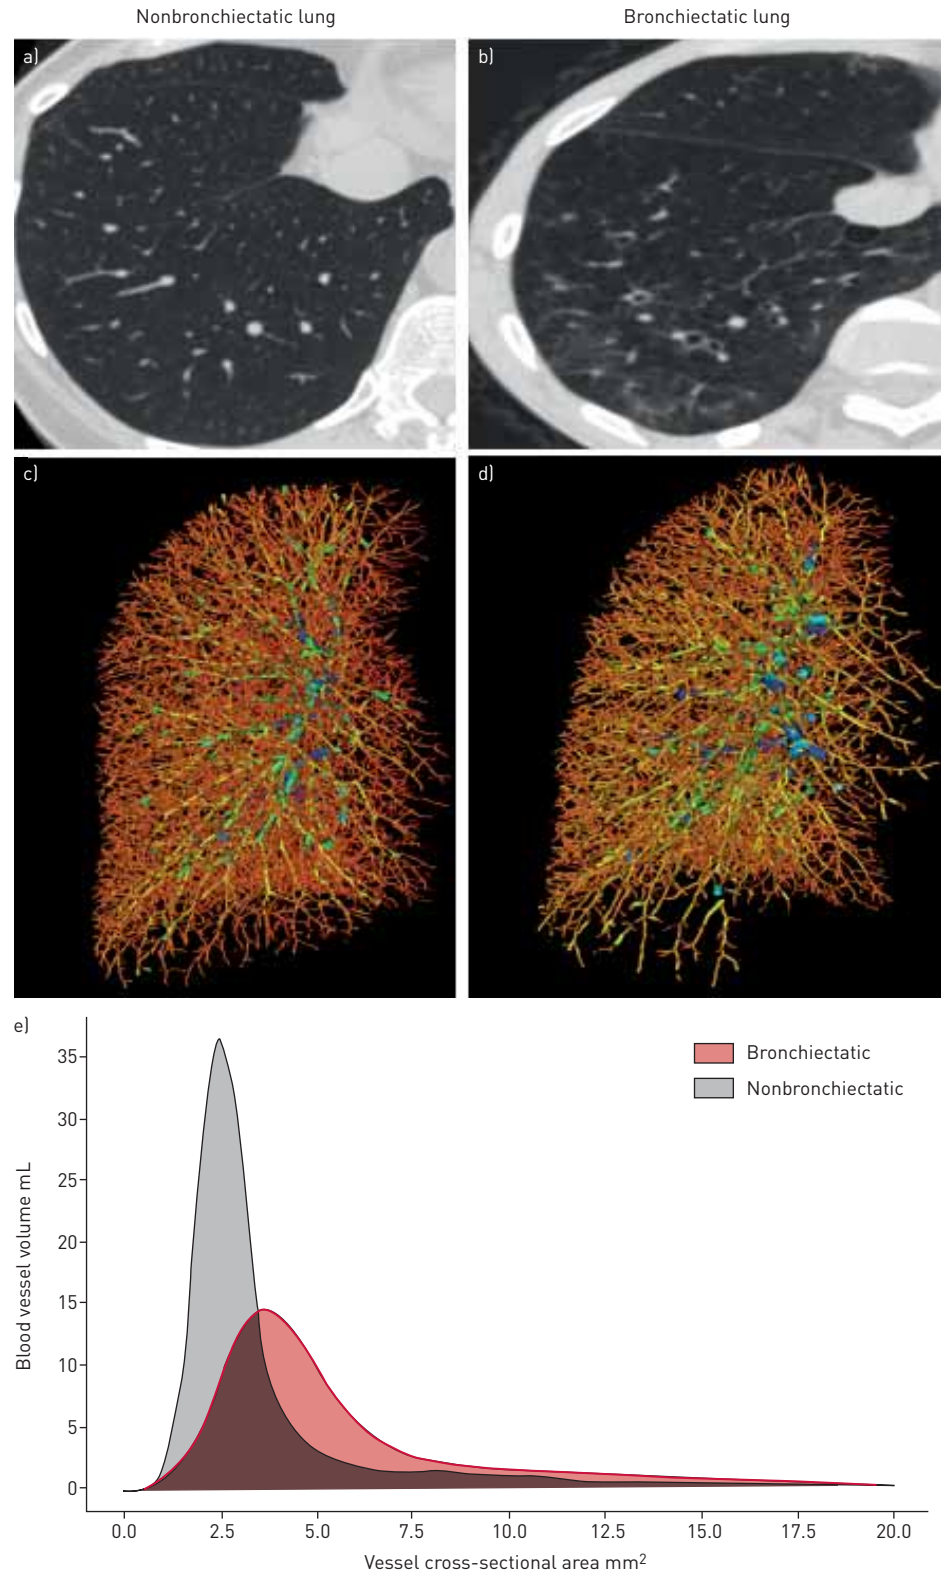 Nonbronchiectatic lung
Bronchiectatic lung
a)
b)
c)
d)
e)
35
30
25
20
15
10
5
0
Blood vessel volume mL
Bronchiectatic
Nonbronchiectatic
0.0 2.5 5.0 7.5 10.0 12.5 15.0 17.5 20.0
Vessel cross-sectional area mm²